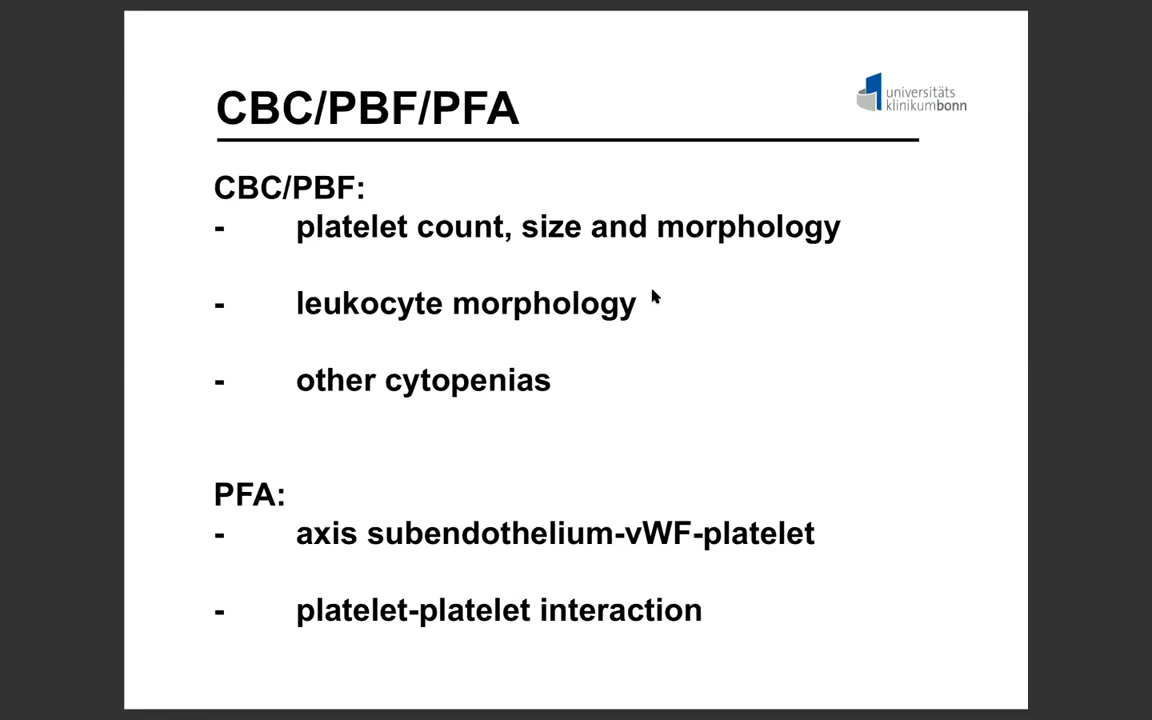 CBC/PBF/PFA
universitäts
klinikumbonn
CBC/PBF:
- platelet count, size and morphology
- leukocyte morphology
- other cytopenias
PFA:
- axis subendothelium-vWF-platelet
- platelet-platelet interaction